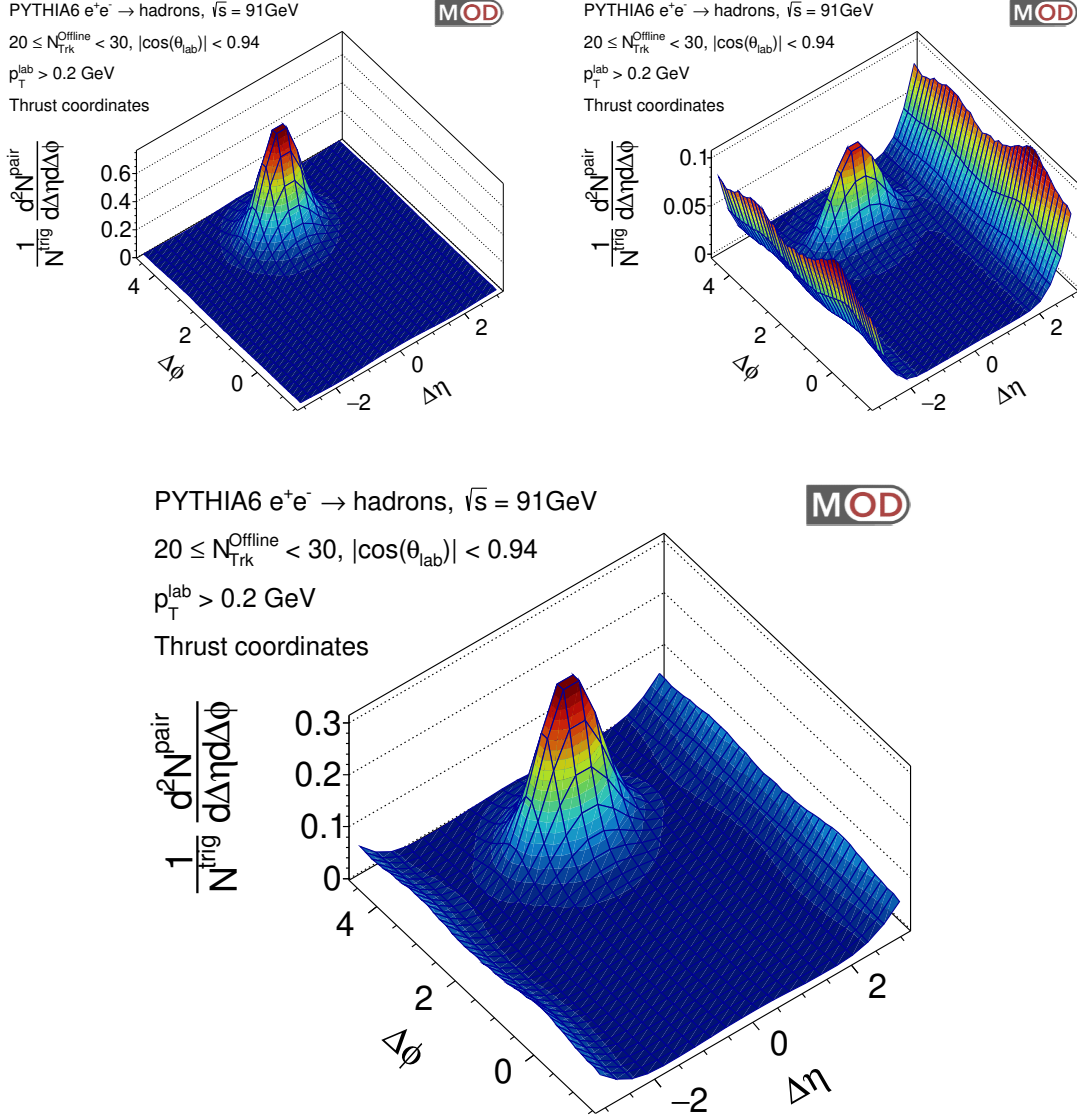 PYTHIA6 e⁺e⁻ → hadrons, √s = 91GeV
20 ≤ N_Trk^Offline < 30, |cos(θ_lab)| < 0.94
p_T^lab > 0.2 GeV
Thrust coordinates
MOD
1/N^trig d²N^pair/dΔηdΔϕ
0.6
0.4
0.2
0
4
2
0
Δϕ
−2
0
2
Δη
PYTHIA6 e⁺e⁻ → hadrons, √s = 91GeV
20 ≤ N_Trk^Offline < 30, |cos(θ_lab)| < 0.94
p_T^lab > 0.2 GeV
Thrust coordinates
MOD
1/N^trig d²N^pair/dΔηdΔϕ
0.1
0.05
0
4
2
0
Δϕ
−2
0
2
Δη
PYTHIA6 e⁺e⁻ → hadrons, √s = 91GeV
20 ≤ N_Trk^Offline < 30, |cos(θ_lab)| < 0.94
p_T^lab > 0.2 GeV
Thrust coordinates
MOD
1/N^trig d²N^pair/dΔηdΔϕ
0.3
0.2
0.1
0
4
2
0
Δϕ
−2
0
2
Δη